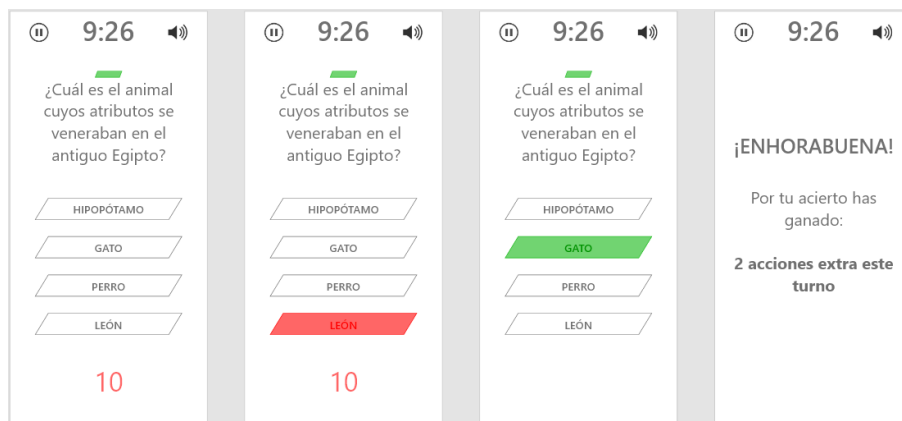 9:26
¿Cuál es el animal
cuyos atributos se
veneraban en el
antiguo Egipto?
HIPOPÓTAMO
GATO
PERRO
LEÓN
10
9:26
¿Cuál es el animal
cuyos atributos se
veneraban en el
antiguo Egipto?
HIPOPÓTAMO
GATO
PERRO
LEÓN
10
9:26
¿Cuál es el animal
cuyos atributos se
veneraban en el
antiguo Egipto?
HIPOPÓTAMO
GATO
PERRO
LEÓN
9:26
¡ENHORABUENA!
Por tu acierto has
ganado:
2 acciones extra este
turno